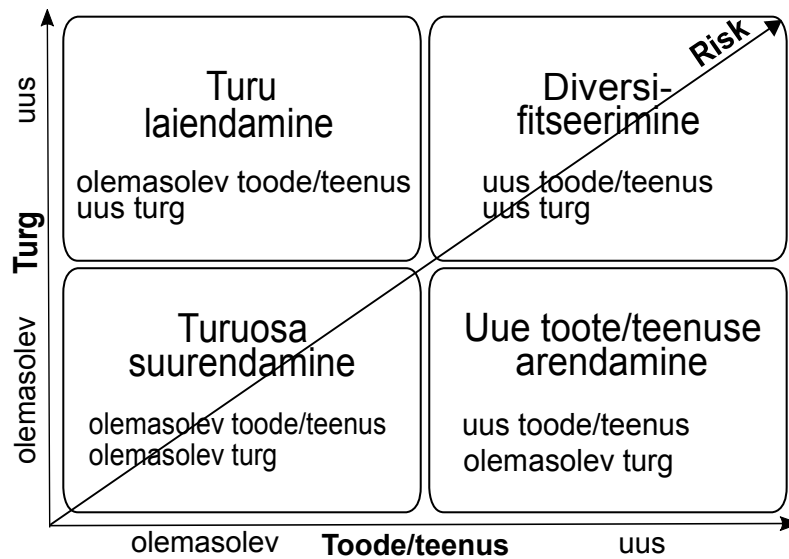 Risk
uus
Turu
laiendamine
olemasolev toode/teenus
uus turg
Diversi-
fitseerimine
uus toode/teenus
uus turg
Turg
olemasolev
Turuosa
suurendamine
olemasolev toode/teenus
olemasolev turg
Uue toote/teenuse
arendamine
uus toode/teenus
olemasolev turg
olemasolev
Toode/teenus
uus